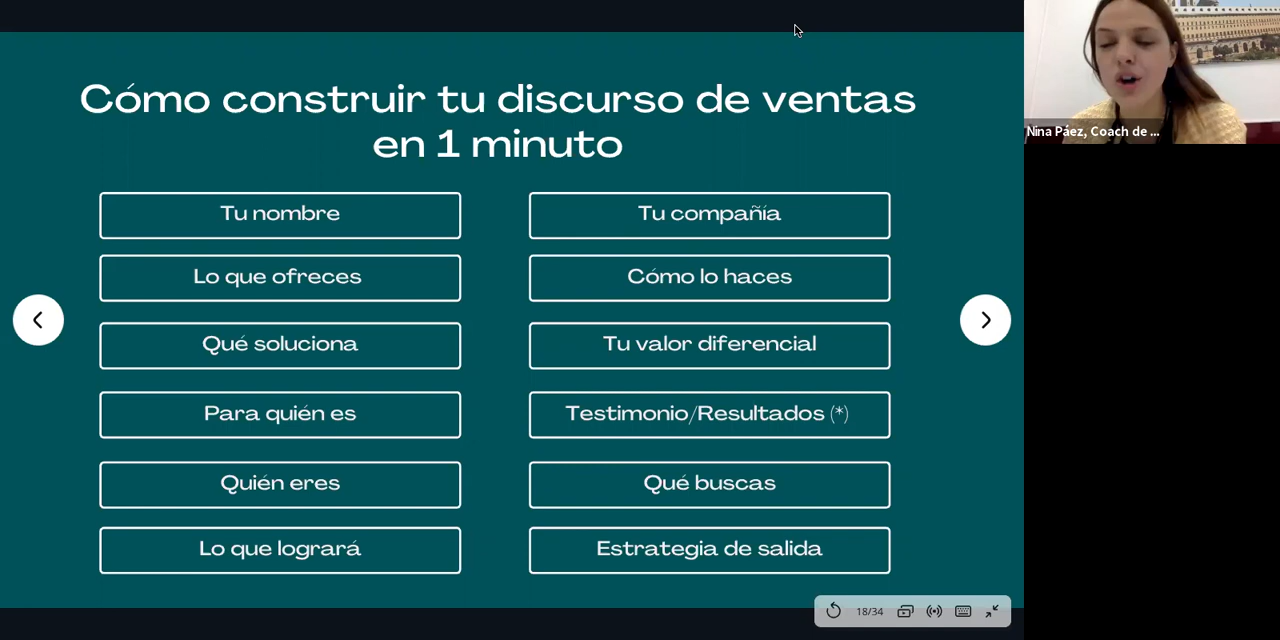 Cómo construir tu discurso de ventas
en 1 minuto
Tu nombre
Tu compañía
Lo que ofreces
Cómo lo haces
Qué soluciona
Tu valor diferencial
Para quién es
Testimonio/Resultados (*)
Quién eres
Qué buscas
Lo que logrará
Estrategia de salida
18/34
Nina Páez, Coach de ...